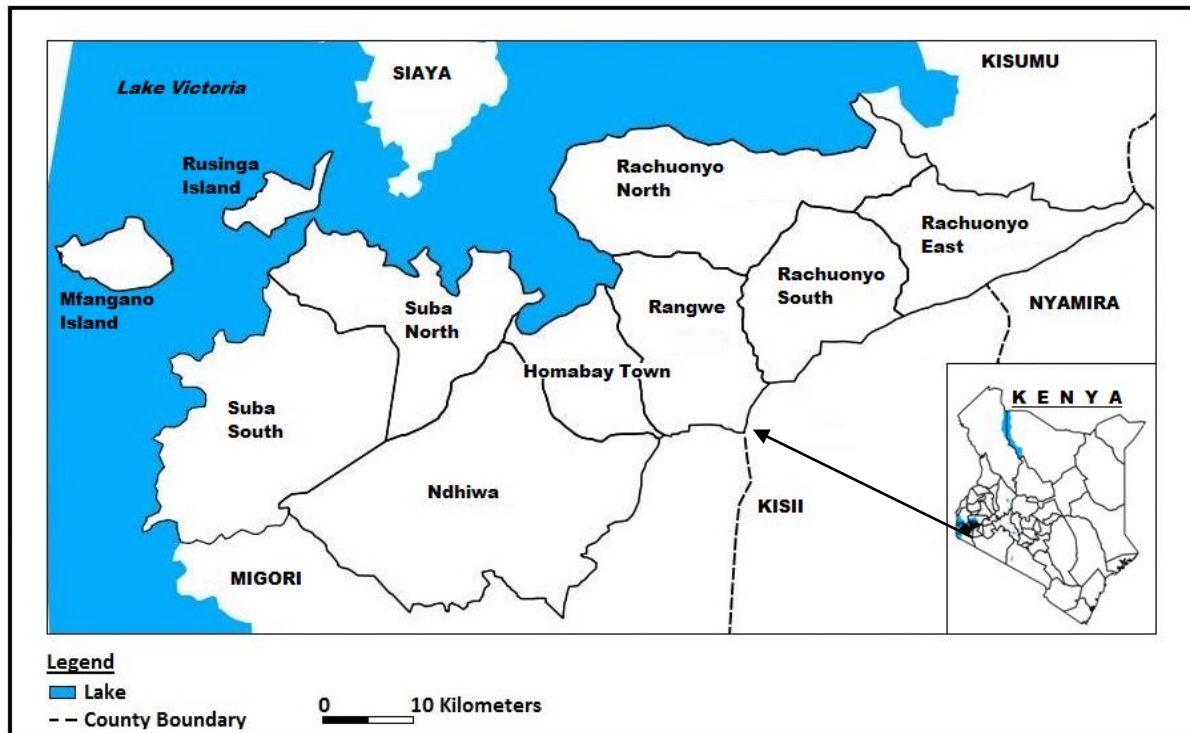 Lake Victoria
SIAYA
KISUMU
Rusinga
Island
Rachuonyo
North
Rachuonyo
East
Mfangano
Island
Suba
North
Rangwe
Rachuonyo
South
NYAMIRA
Homabay Town
Suba
South
KENYA
Ndhiwa
KISII
MIGORI
Legend
Lake
County Boundary
0 10 Kilometers